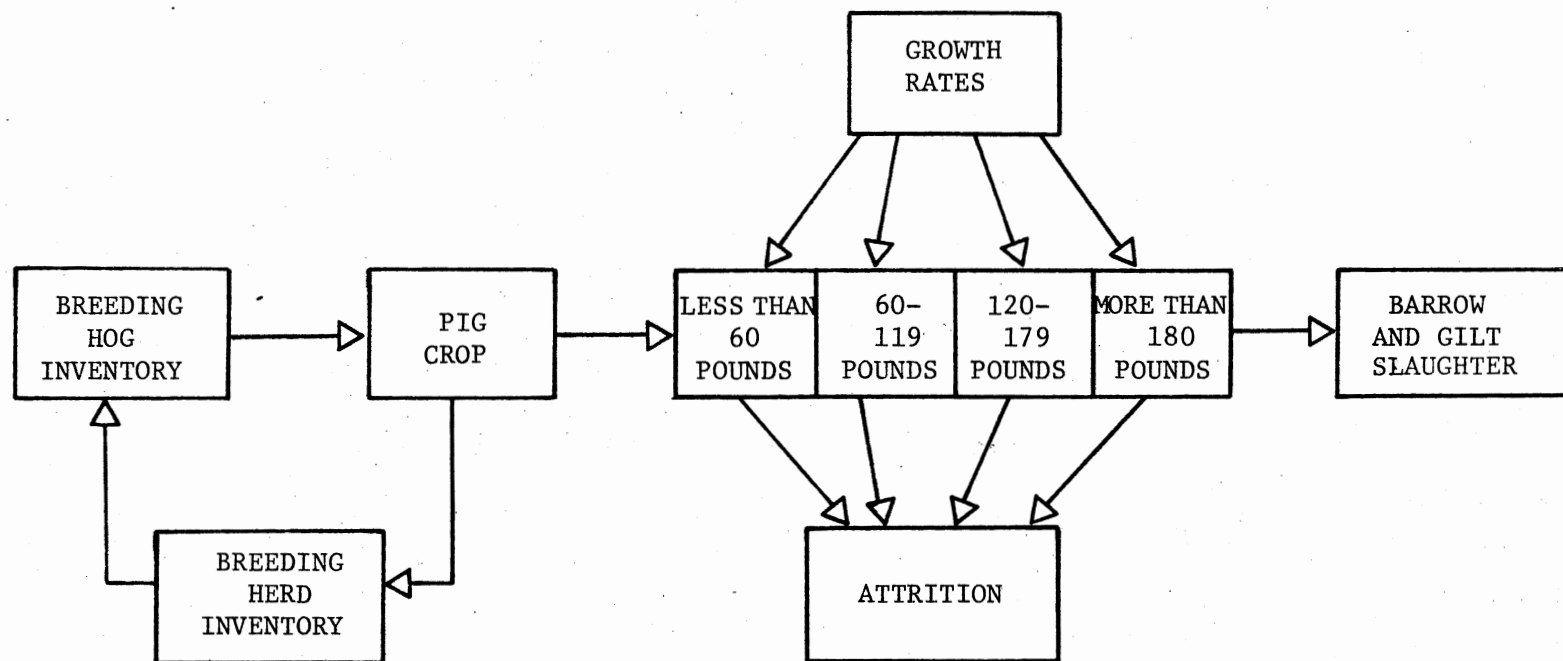 GROWTH
RATES
BREEDING
HOG
INVENTORY
PIG
CROP
LESS THAN
60
POUNDS
60-
119
POUNDS
120-
179
POUNDS
MORE THAN
180
POUNDS
BARROW
AND GILT
SLAUGHTER
BREEDING
HERD
INVENTORY
ATTRITION